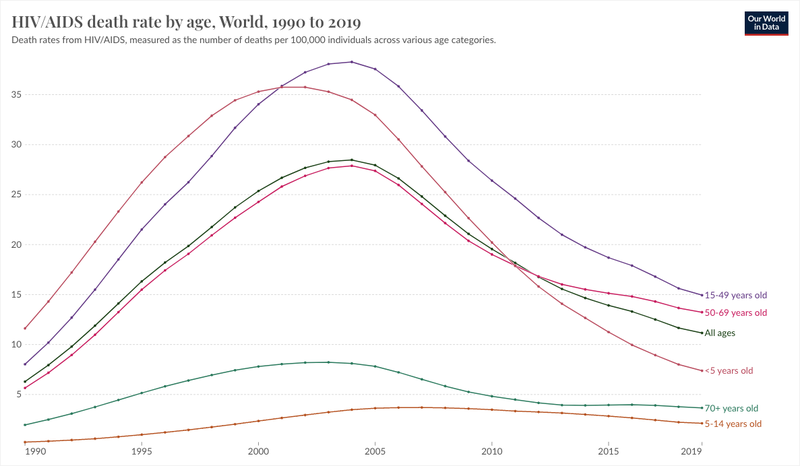 HIV/AIDS death rate by age, World, 1990 to 2019
Our World
in Data
Death rates from HIV/AIDS, measured as the number of deaths per 100,000 individuals across various age categories.
35
30
25
20
15
10
5
15-49 years old
50-69 years old
All ages
<5 years old
70+ years old
5-14 years old
1990
1995
2000
2005
2010
2015
2019